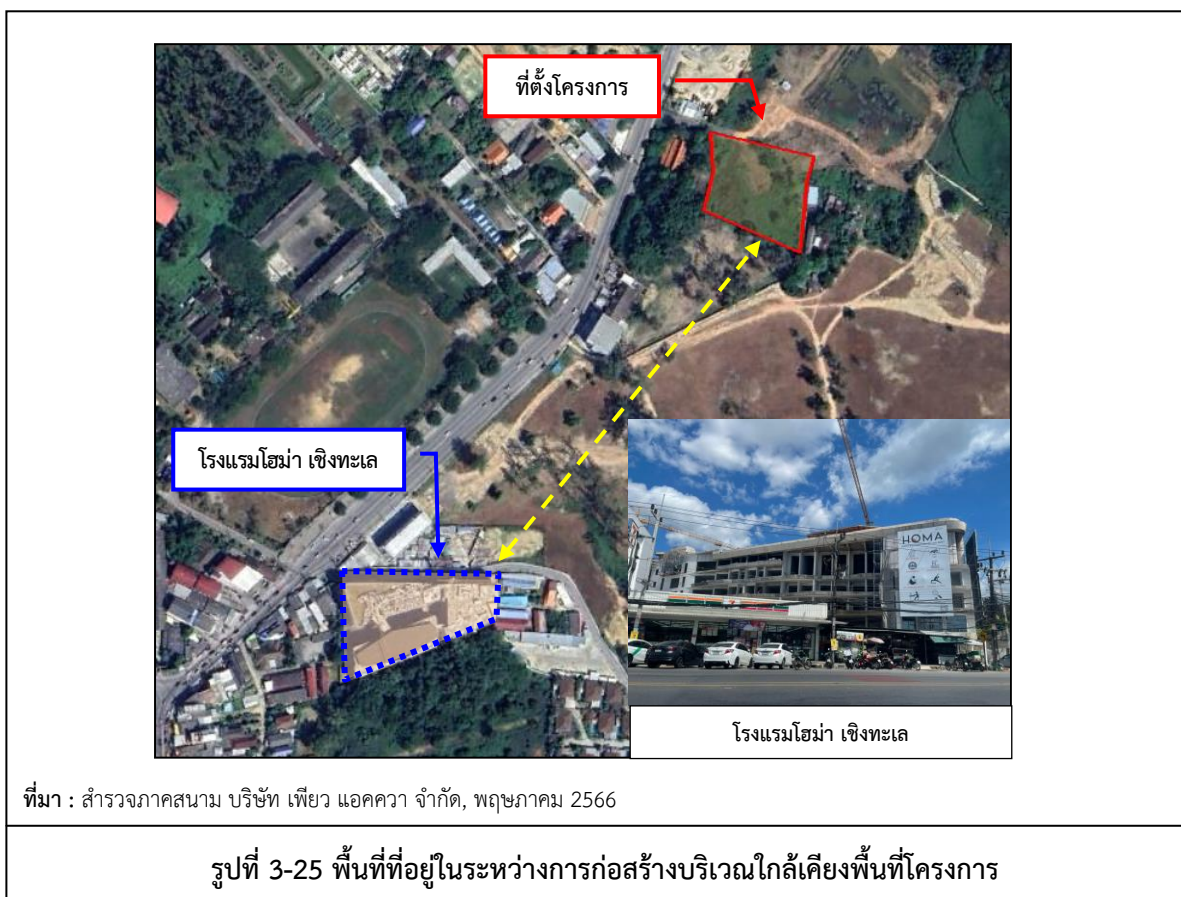 ที่ตั้งโครงการ
โรงแรมโฮม่า เชิงทะเล
HOMA
โรงแรมโฮม่า เชิงทะเล
ที่มา : สำรวจภาคสนาม บริษัท เพียว แอคควา จำกัด, พฤษภาคม 2566
รูปที่ 3-25 พื้นที่ที่อยู่ในระหว่างการก่อสร้างบริเวณใกล้เคียงพื้นที่โครงการ